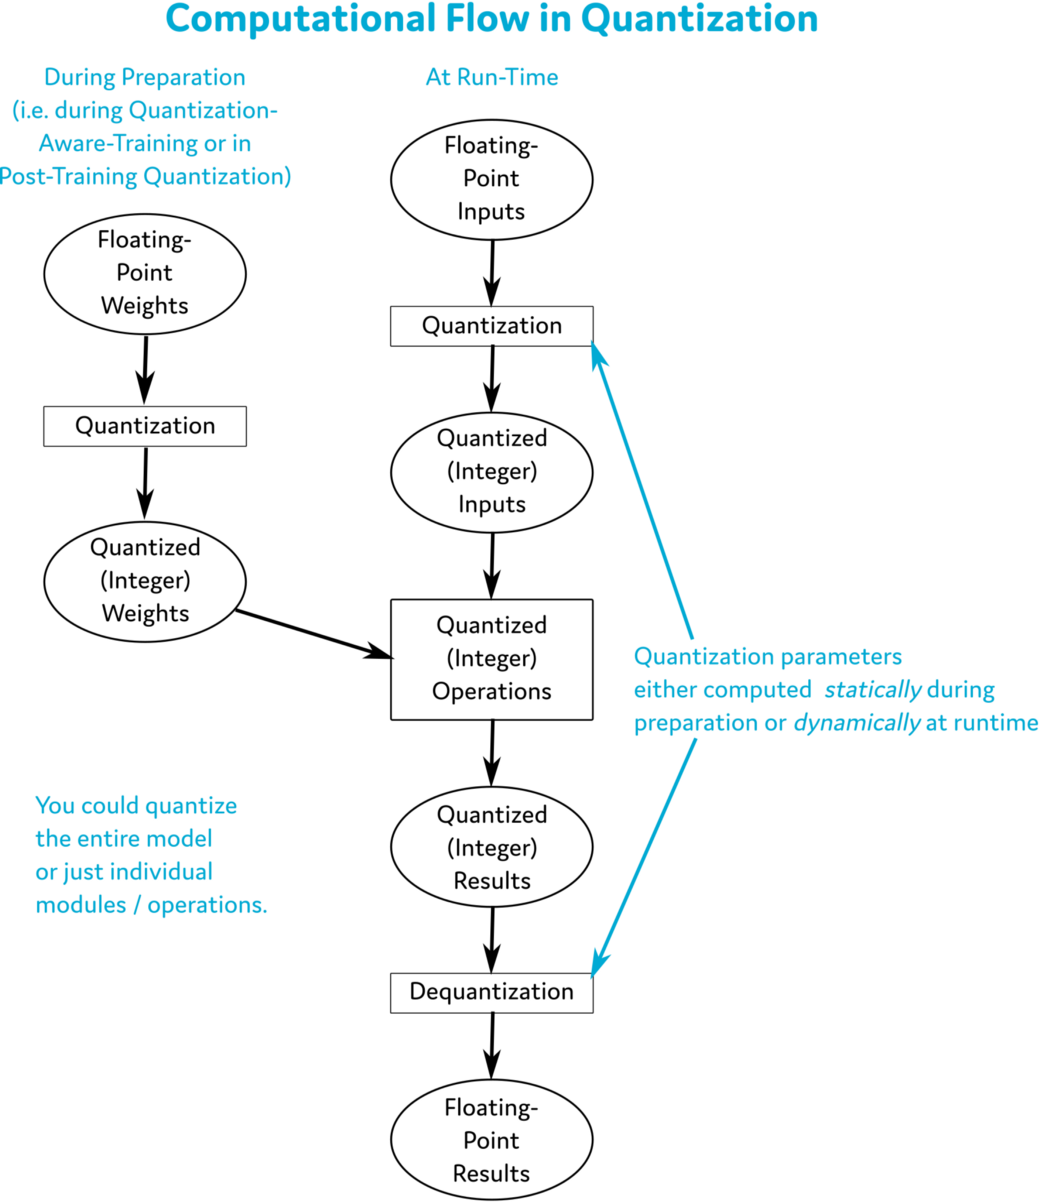 Computational Flow in Quantization
During Preparation
(i.e. during Quantization-
Aware-Training or in
Post-Training Quantization)
Floating-
Point
Weights
Quantization
Quantized
(Integer)
Weights
At Run-Time
Floating-
Point
Inputs
Quantization
Quantized
(Integer)
Inputs
Quantized
(Integer)
Operations
Quantized
(Integer)
Results
Dequantization
Floating-
Point
Results
Quantization parameters
either computed statically during
preparation or dynamically at runtime
You could quantize
the entire model
or just individual
modules / operations.